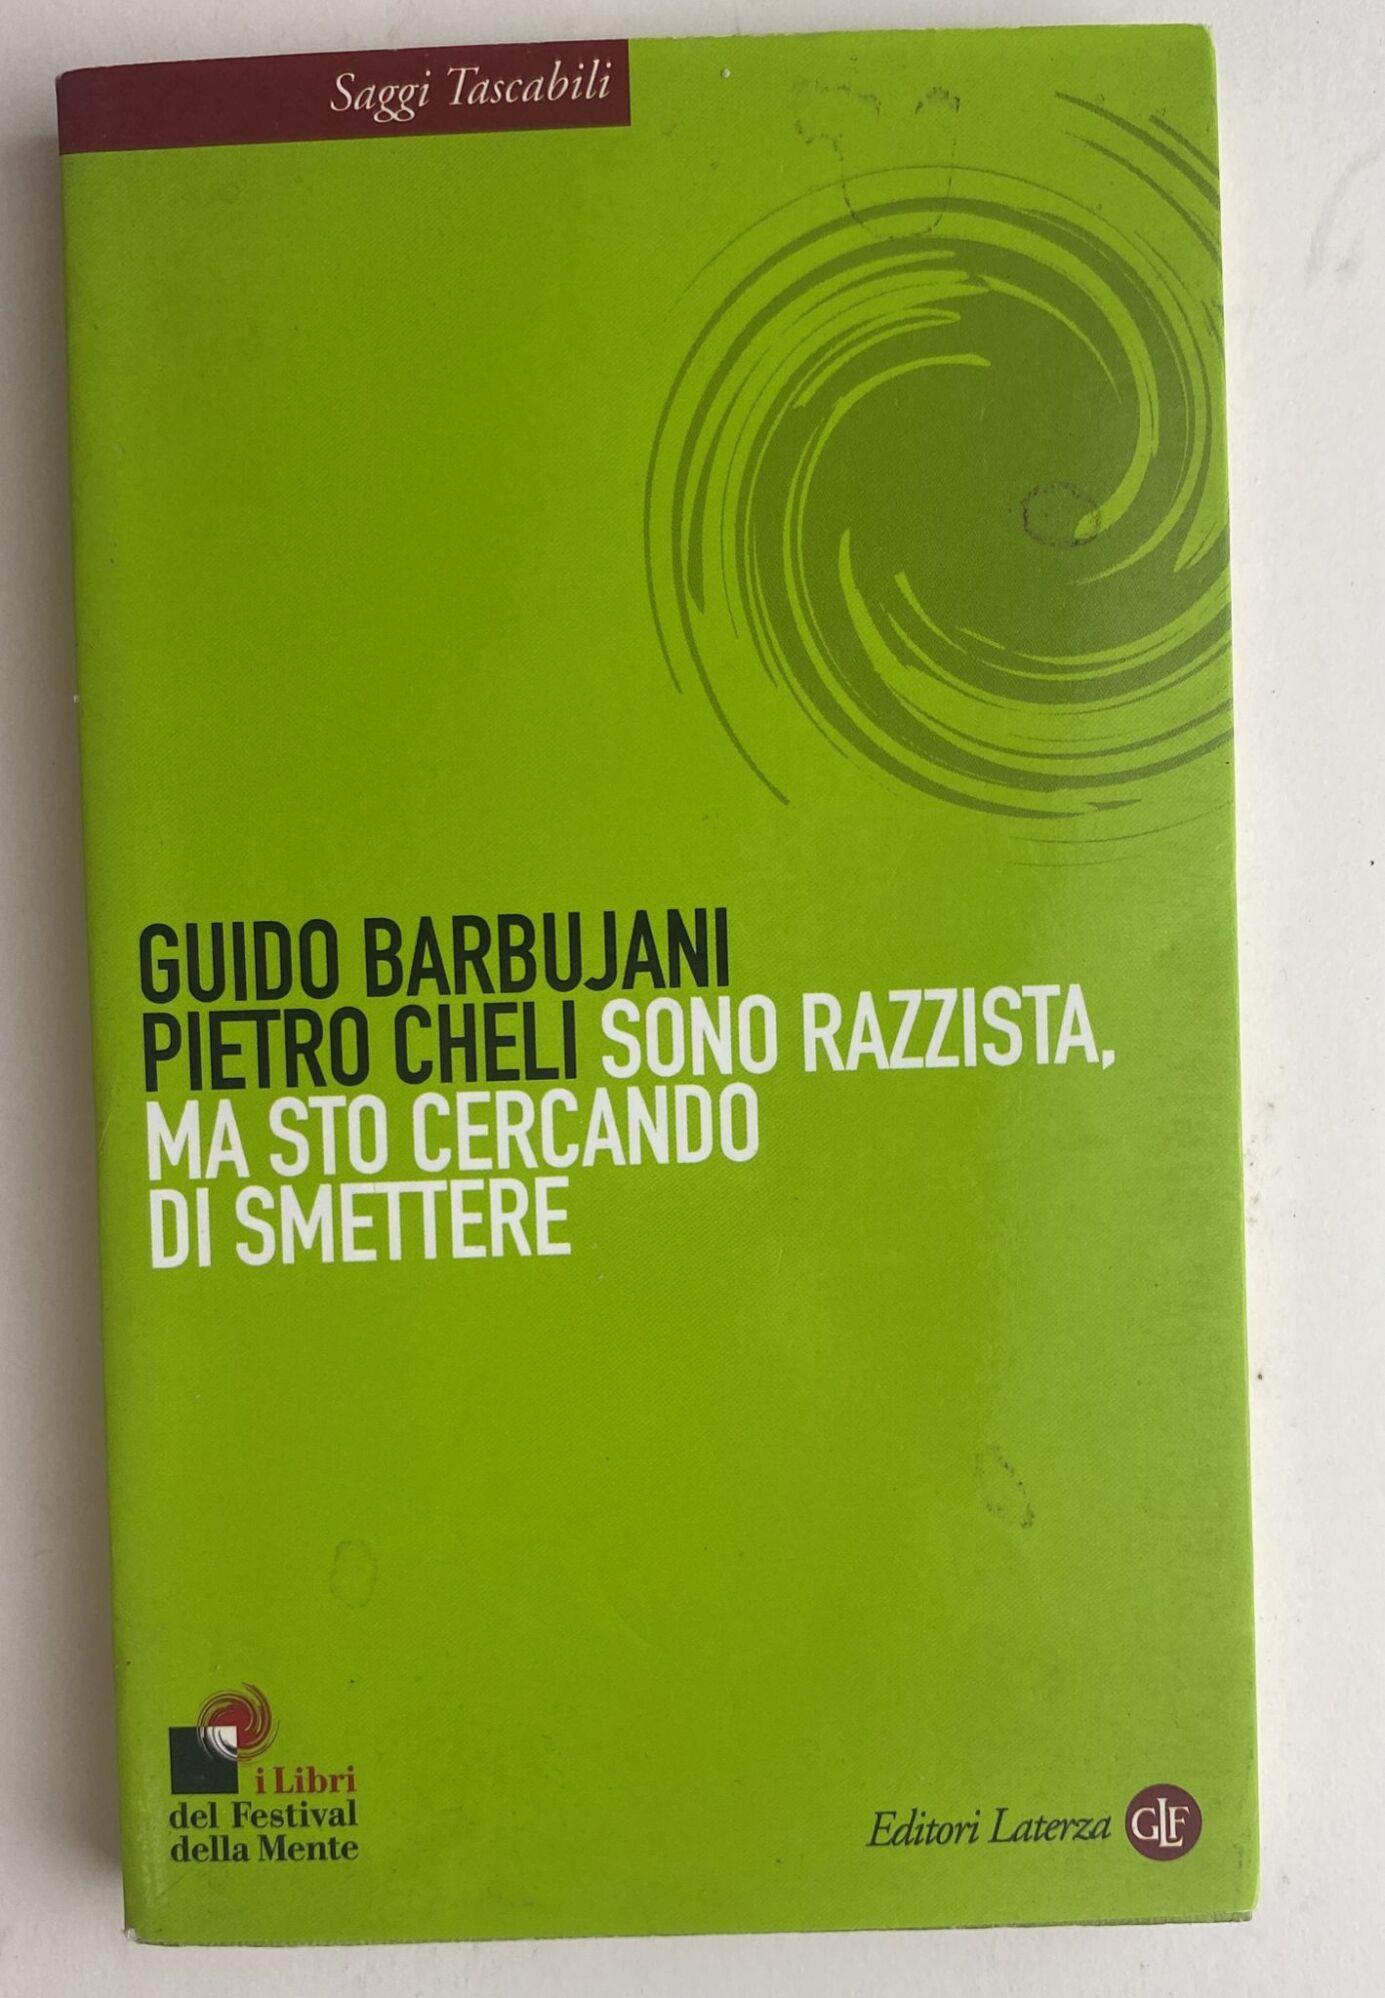 Saggi Tascabili
GUIDO BARBUJANI
PIETRO CHELI SONO RAZZISTA,
MA STO CERCANDO
DI SMETTERE
i Libri
del Festival
della Mente
Editori Laterza GLF